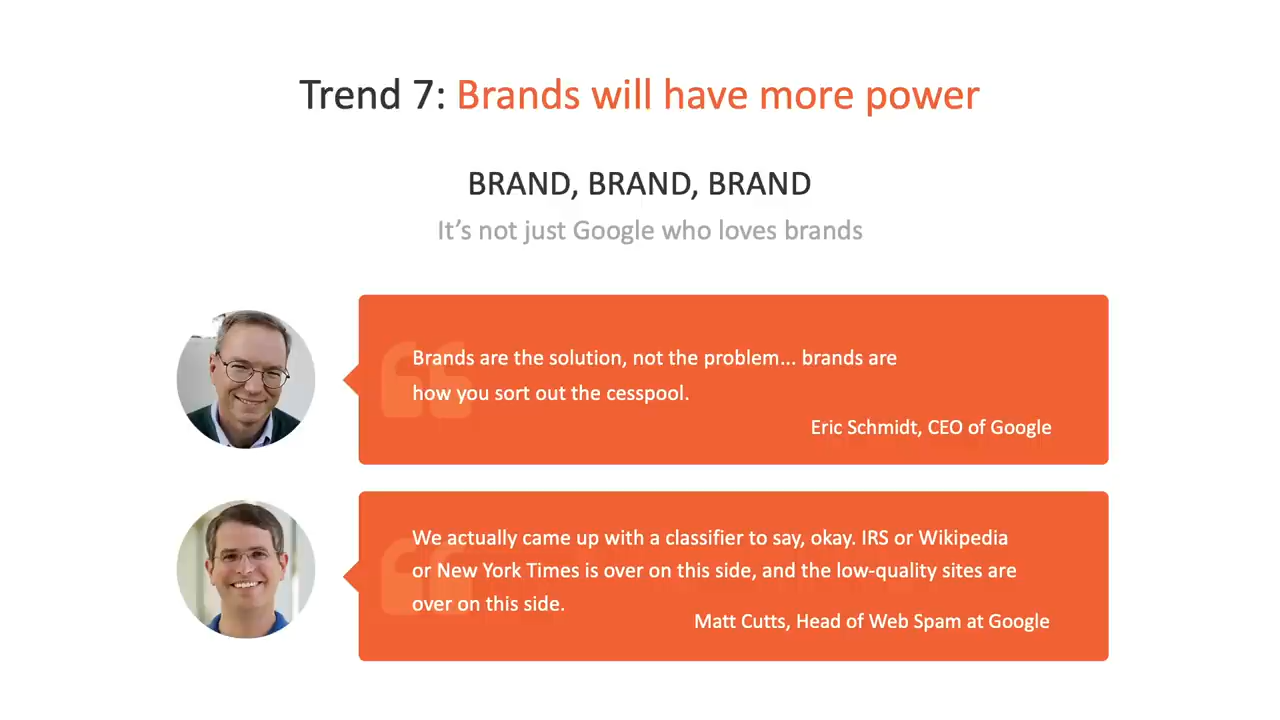 Trend 7: Brands will have more power
BRAND, BRAND, BRAND
It’s not just Google who loves brands
Brands are the solution, not the problem... brands are
how you sort out the cesspool.
Eric Schmidt, CEO of Google
We actually came up with a classifier to say, okay. IRS or Wikipedia
or New York Times is over on this side, and the low-quality sites are
over on this side.
Matt Cutts, Head of Web Spam at Google